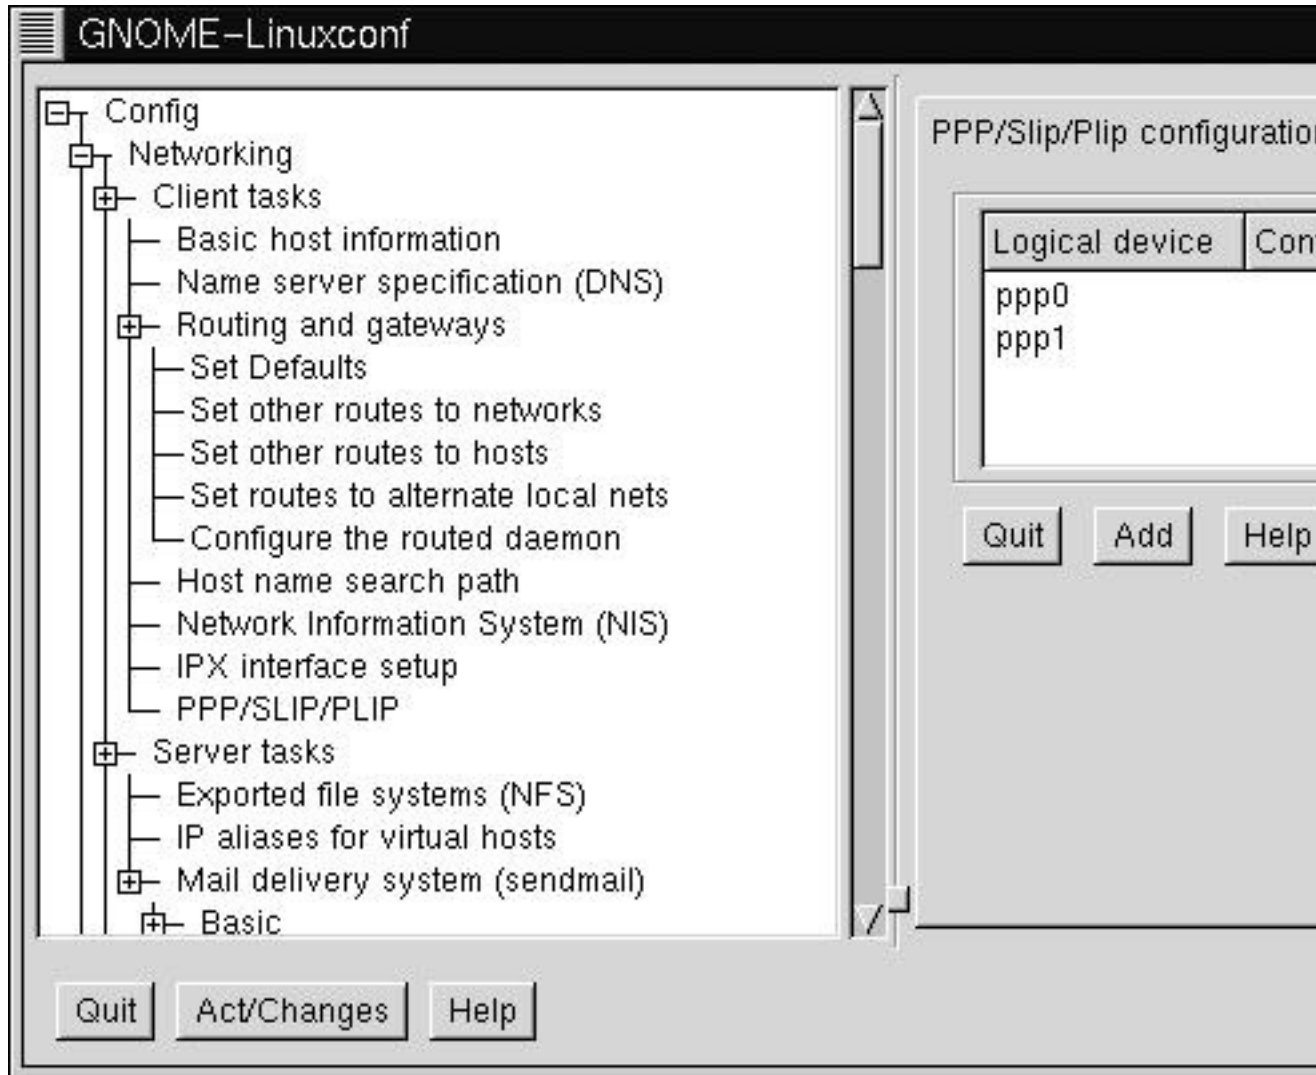 GNOME-Linuxconf
Config
Networking
Client tasks
Basic host information
Name server specification (DNS)
Routing and gateways
Set Defaults
Set other routes to networks
Set other routes to hosts
Set routes to alternate local nets
Configure the routed daemon
Host name search path
Network Information System (NIS)
IPX interface setup
PPP/SLIP/PLIP
Server tasks
Exported file systems (NFS)
IP aliases for virtual hosts
Mail delivery system (sendmail)
Basic
Quit Act/Changes Help
PPP/Slip/Plip
Logical device
ppp0
ppp1
Quit Add Help